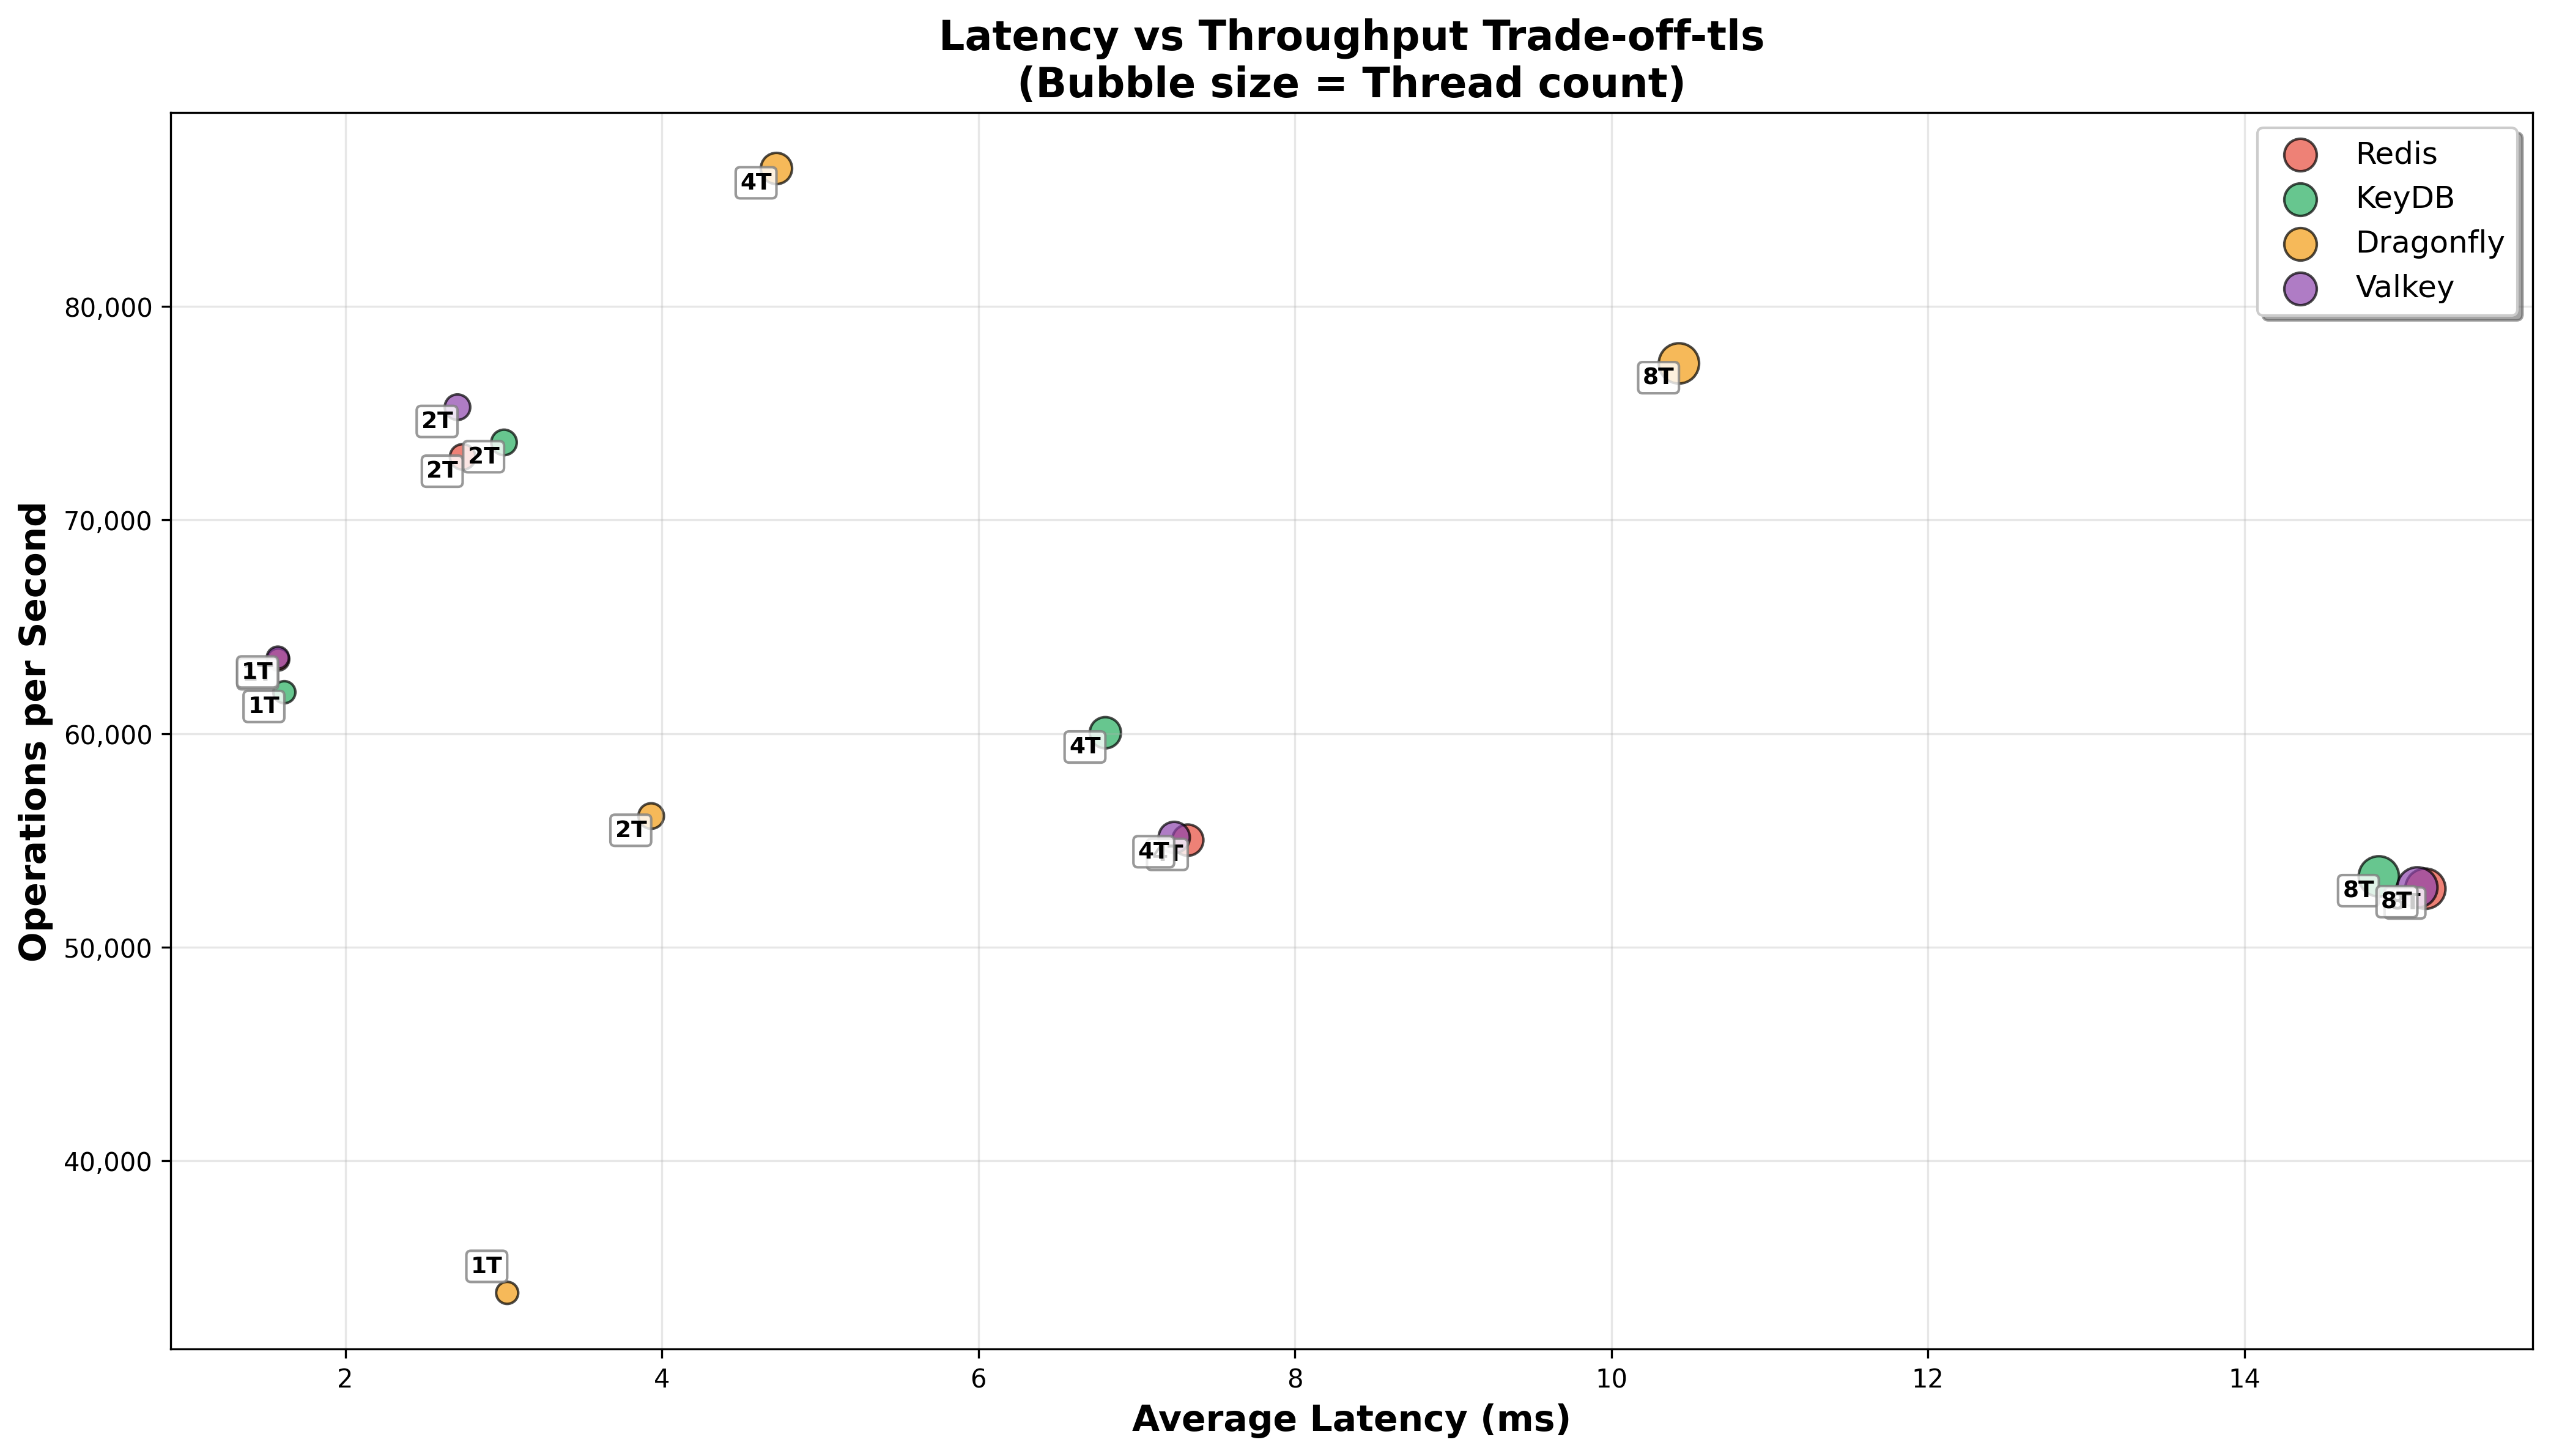 Latency vs Throughput Trade-off-tls
(Bubble size = Thread count)
Redis
KeyDB
Dragonfly
Valkey
Operations per Second
80,000
70,000
60,000
50,000
40,000
4T
8T
2T
2T
2T
1T
1T
4T
2T
4T
8T
8T
1T
2
4
6
8
10
12
14
Average Latency (ms)